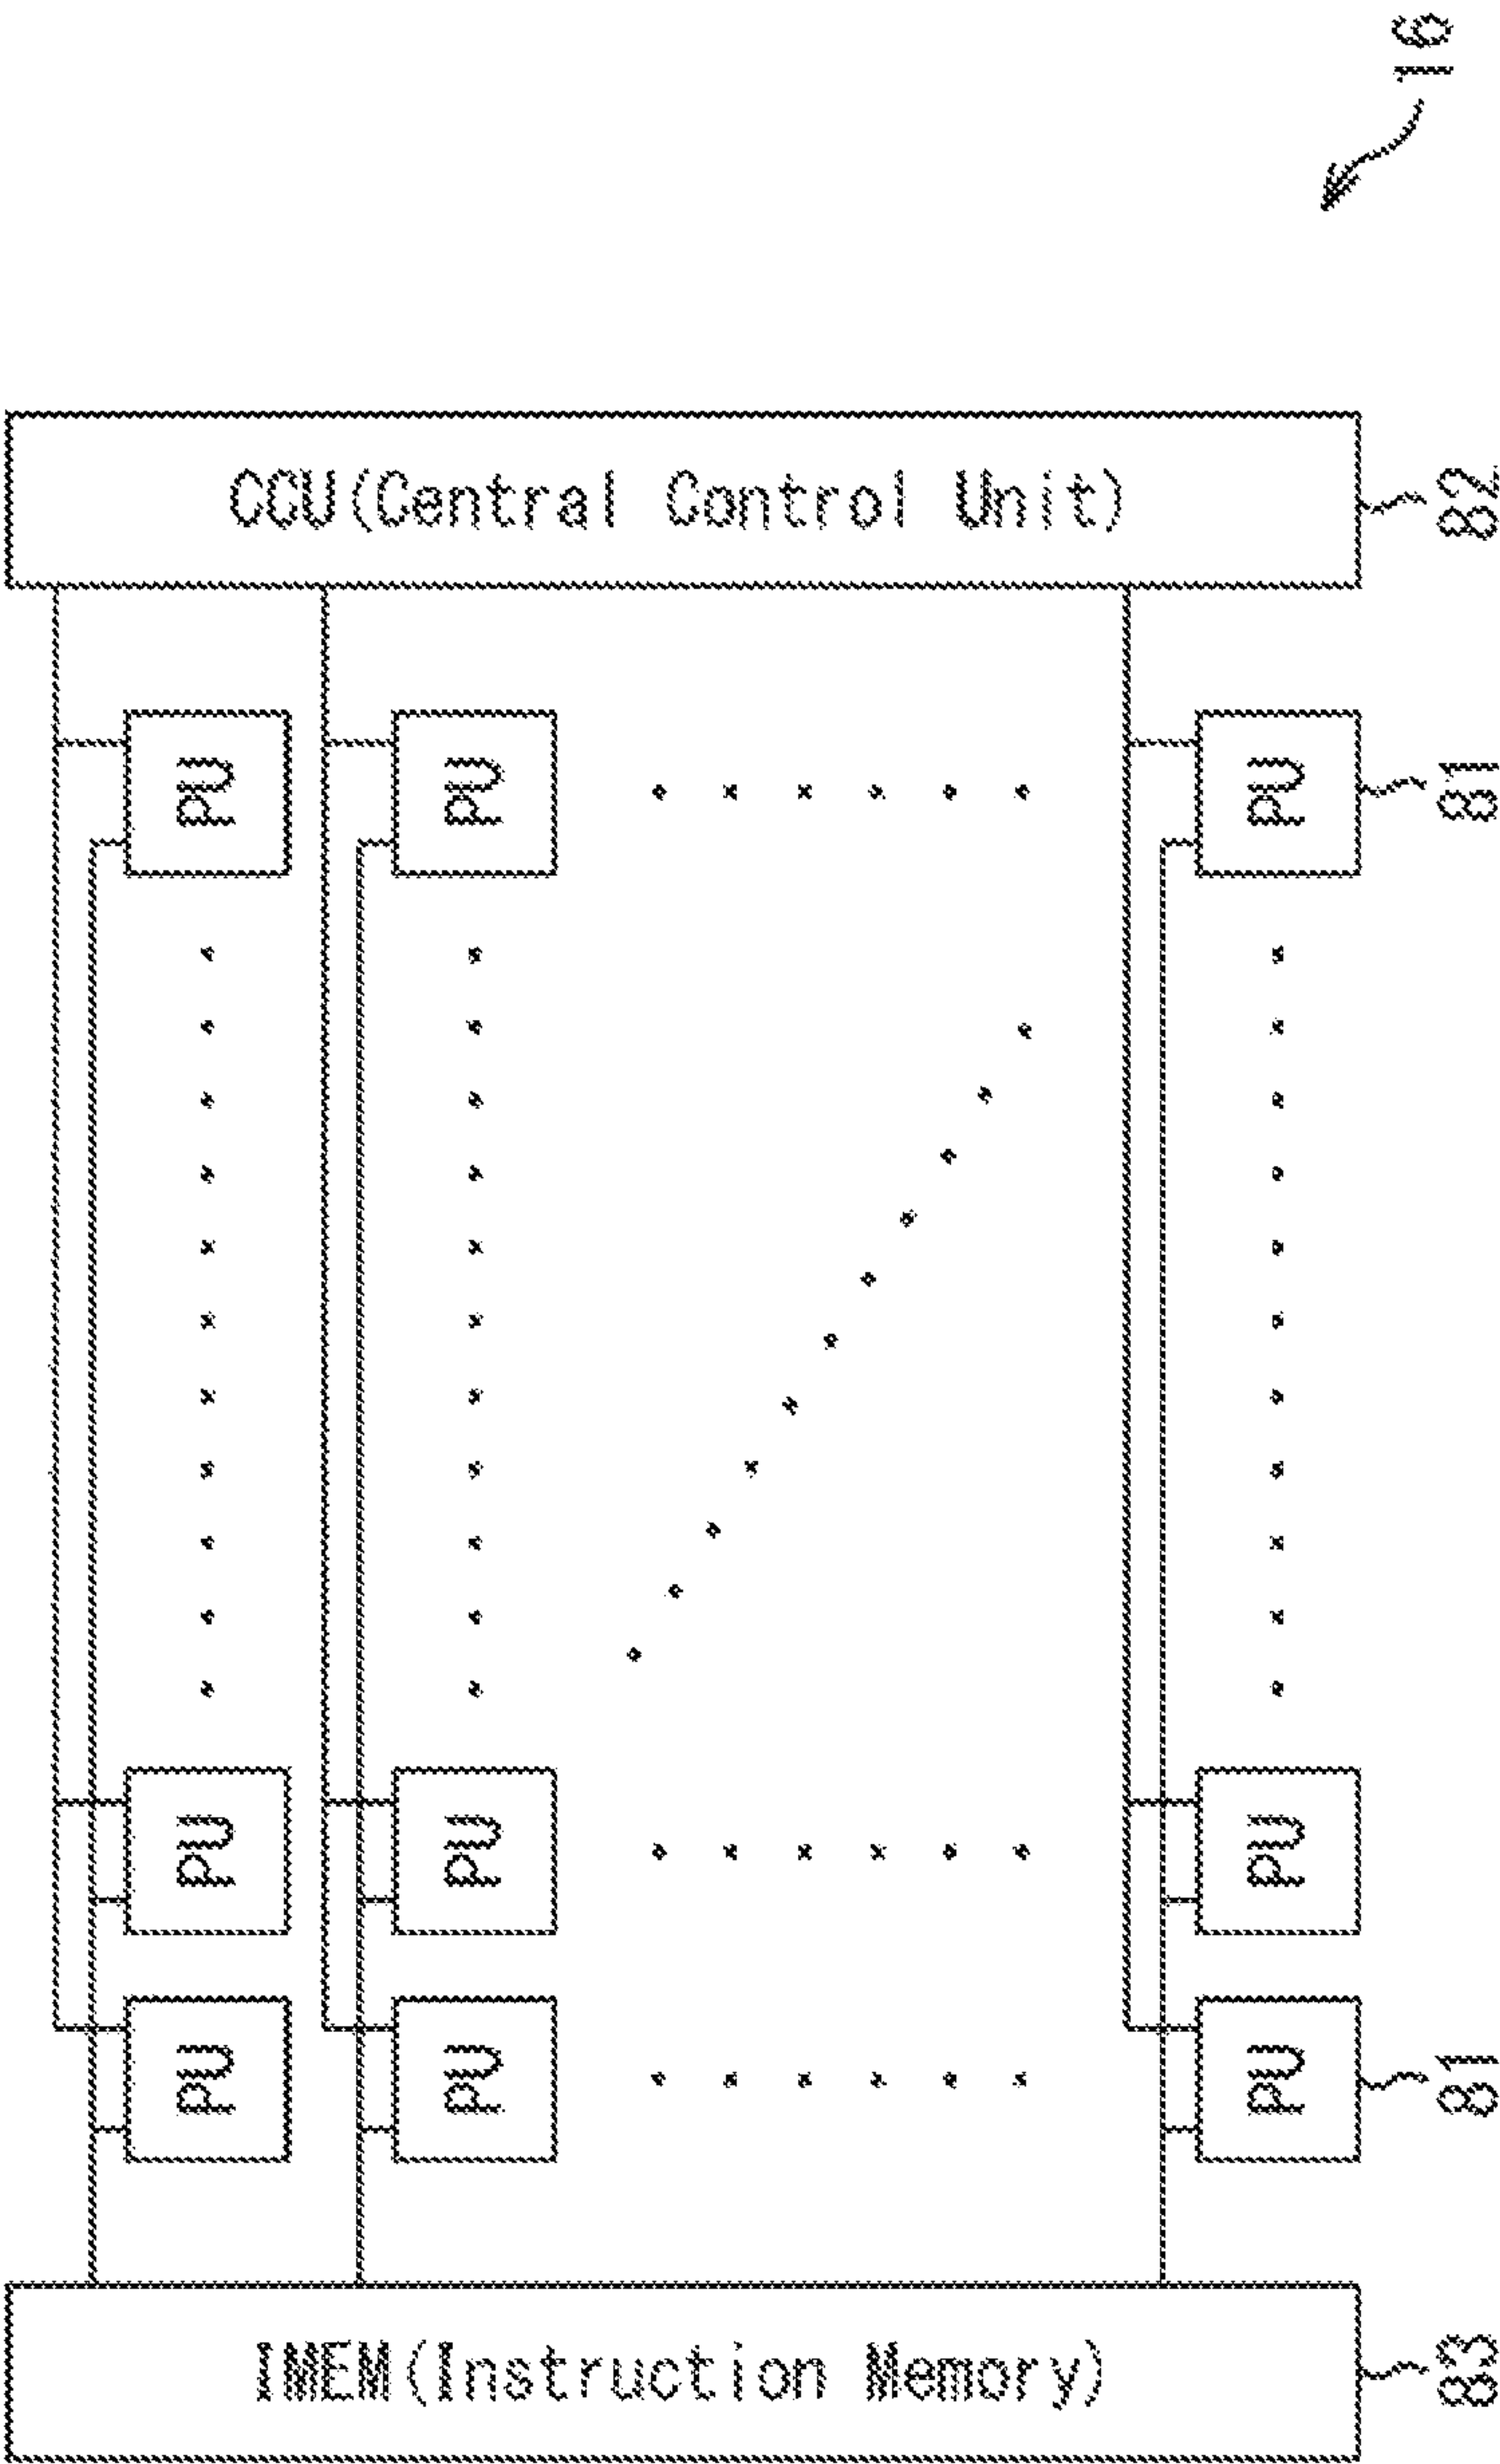 16
CCU(Central Control Unit)
82
PU
PU
PU
81
PU
PU
PU
PU
PU
PU
81
IMEM(Instruction Memory)
83